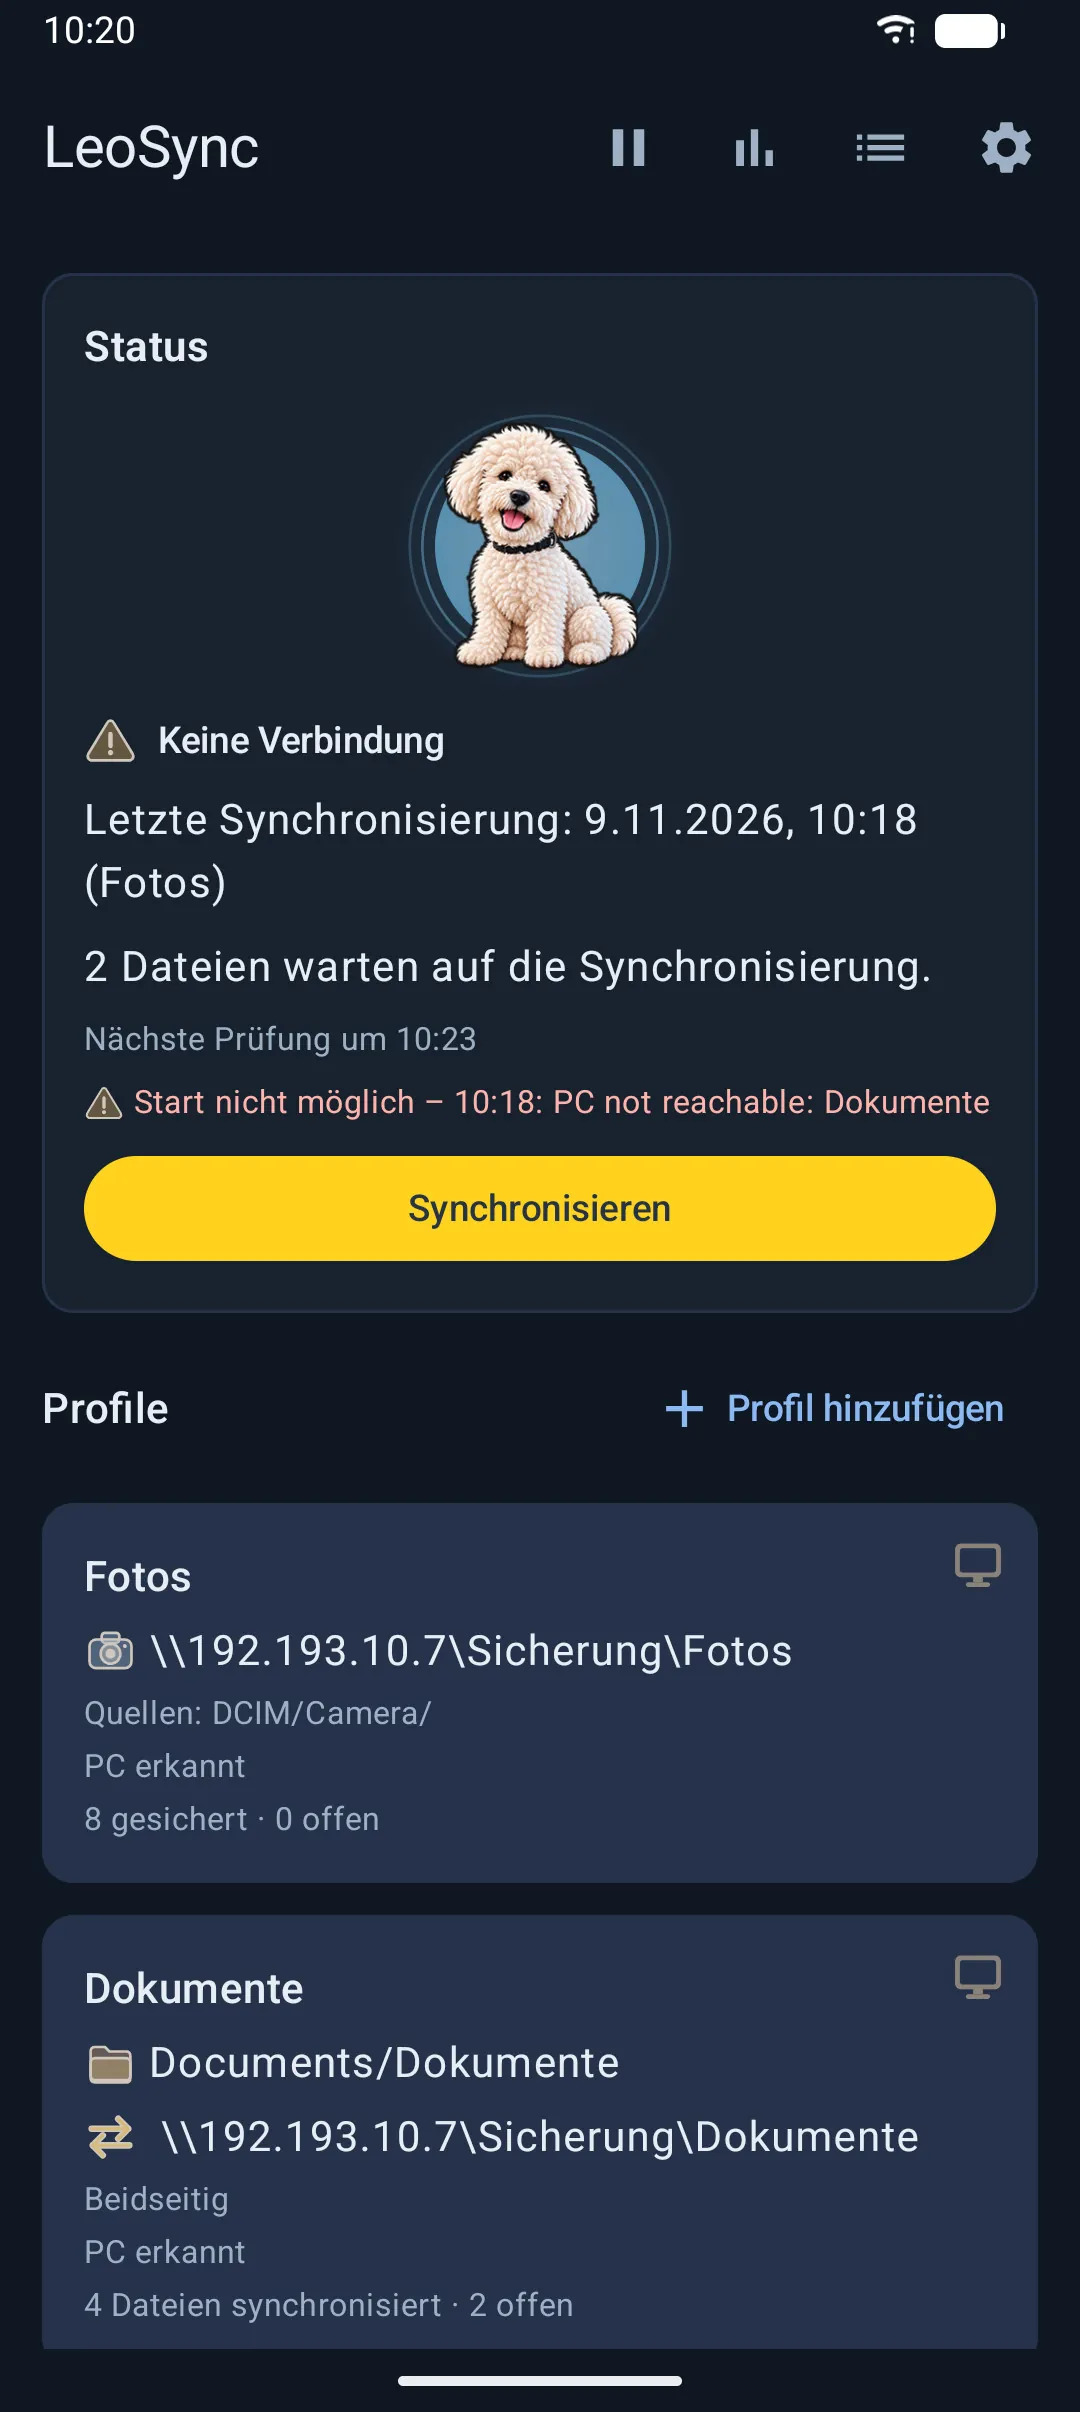 10:20
LeoSync
Status
Keine Verbindung
Letzte Synchronisierung: 9.11.2026, 10:18
(Fotos)
2 Dateien warten auf die Synchronisierung.
Nächste Prüfung um 10:23
Start nicht möglich – 10:18: PC not reachable: Dokumente
Synchronisieren
Profile
Profil hinzufügen
Fotos
\\192.193.10.7\Sicherung\Fotos
Quellen: DCIM/Camera/
PC erkannt
8 gesichert · 0 offen
Dokumente
Documents/Dokumente
\\192.193.10.7\Sicherung\Dokumente
Beidseitig
PC erkannt
4 Dateien synchronisiert · 2 offen